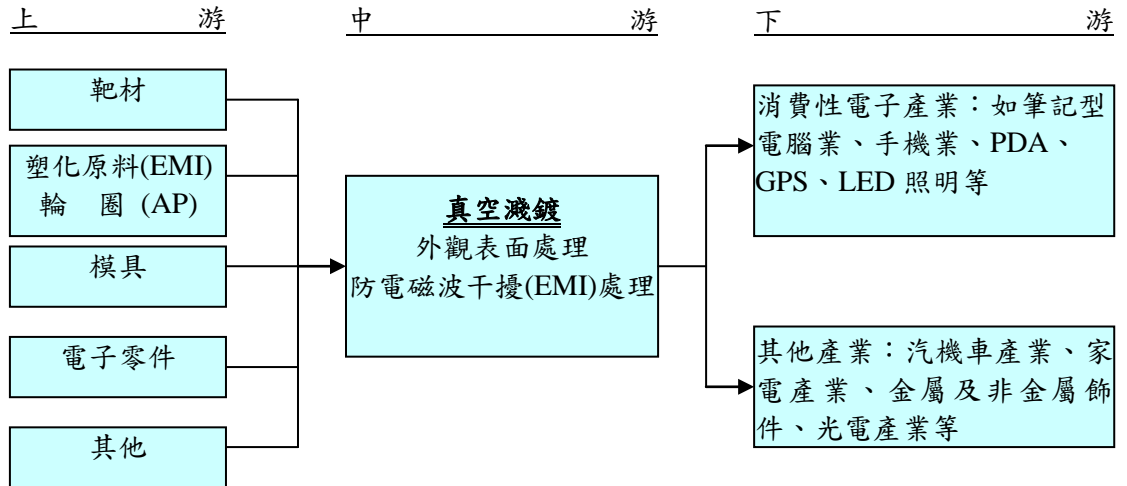 上游
中游
下游
靶材
塑化原料(EMI)
輪圈 (AP)
模具
電子零件
其他
真空濺鍍
外觀表面處理
防電磁波干擾(EMI)處理
消費性電子產業：如筆記型
電腦業、手機業、PDA、
GPS、LED 照明等
其他產業：汽機車產業、家
電產業、金屬及非金屬飾
件、光電產業等